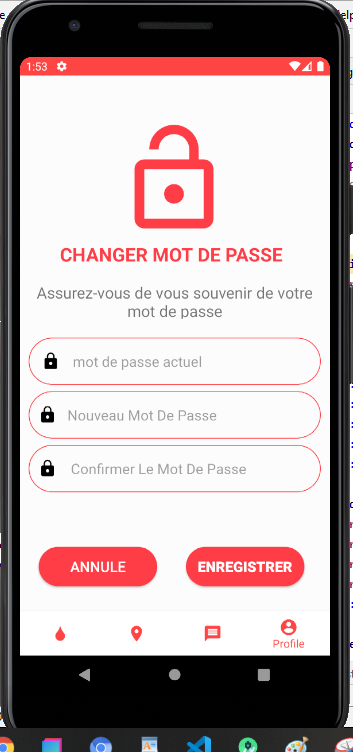 1:53
CHANGER MOT DE PASSE
Assurez-vous de vous souvenir de votre
mot de passe
mot de passe actuel
Nouveau Mot De Passe
Confirmer Le Mot De Passe
ANNULE ENREGISTRER
Profile